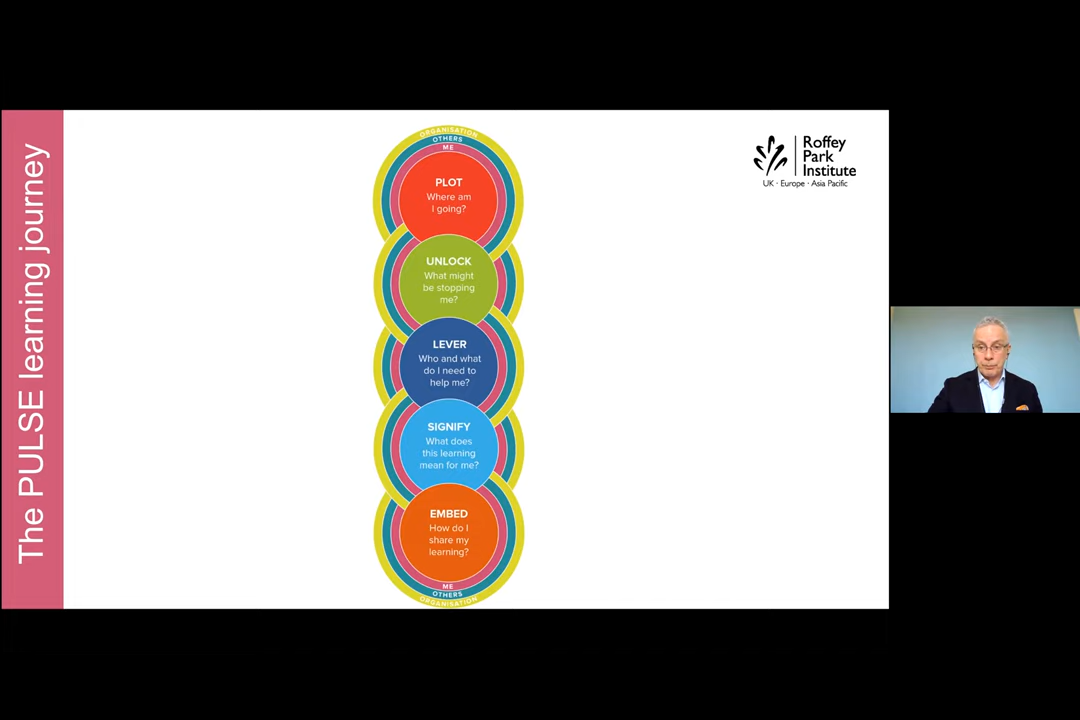 The PULSE learning journey
ORGANISATION
OTHERS
ME
PLOT
Where am
I going?
UNLOCK
What might
be stopping
me?
LEVER
Who and what
do I need to
help me?
SIGNIFY
What does
this learning
mean for me?
EMBED
How do I
share my
learning?
ME
OTHERS
ORGANISATION
Roffey
Park
Institute
UK · Europe · Asia Pacific